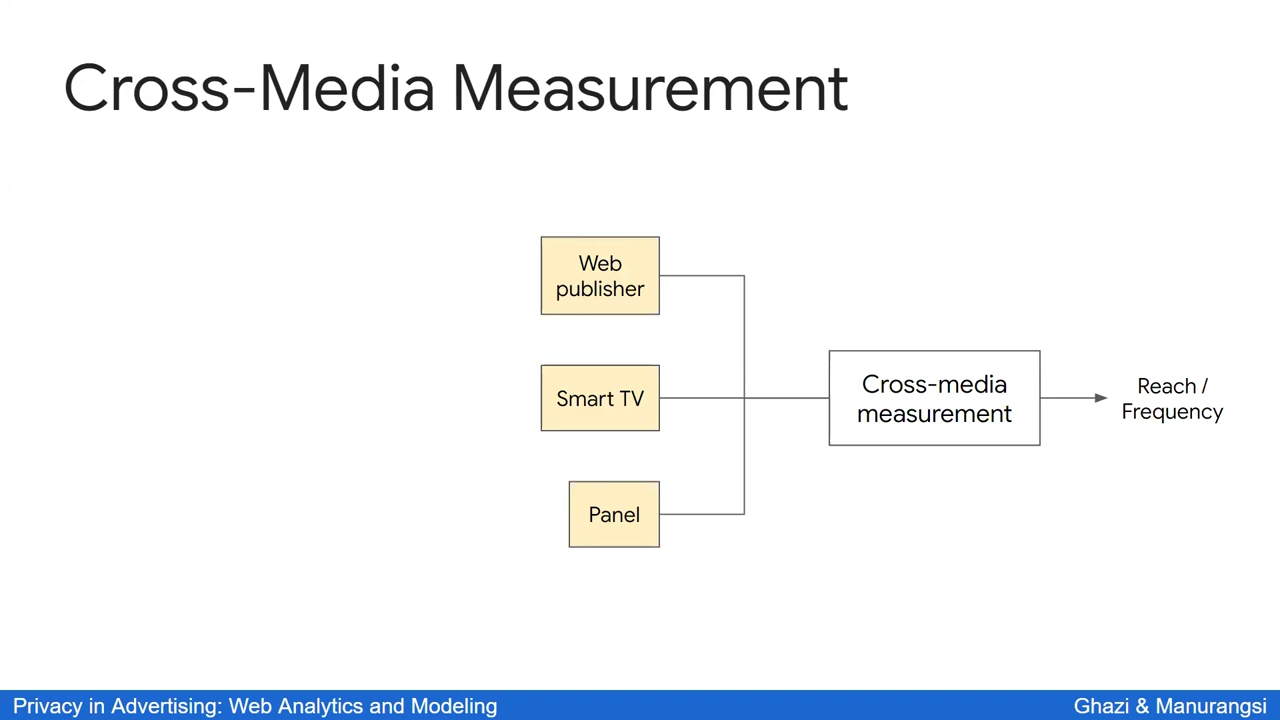 Cross-Media Measurement
Web
publisher
Smart TV
Panel
Cross-media
measurement
Reach /
Frequency
Privacy in Advertising: Web Analytics and Modeling
Ghazi & Manurangsi